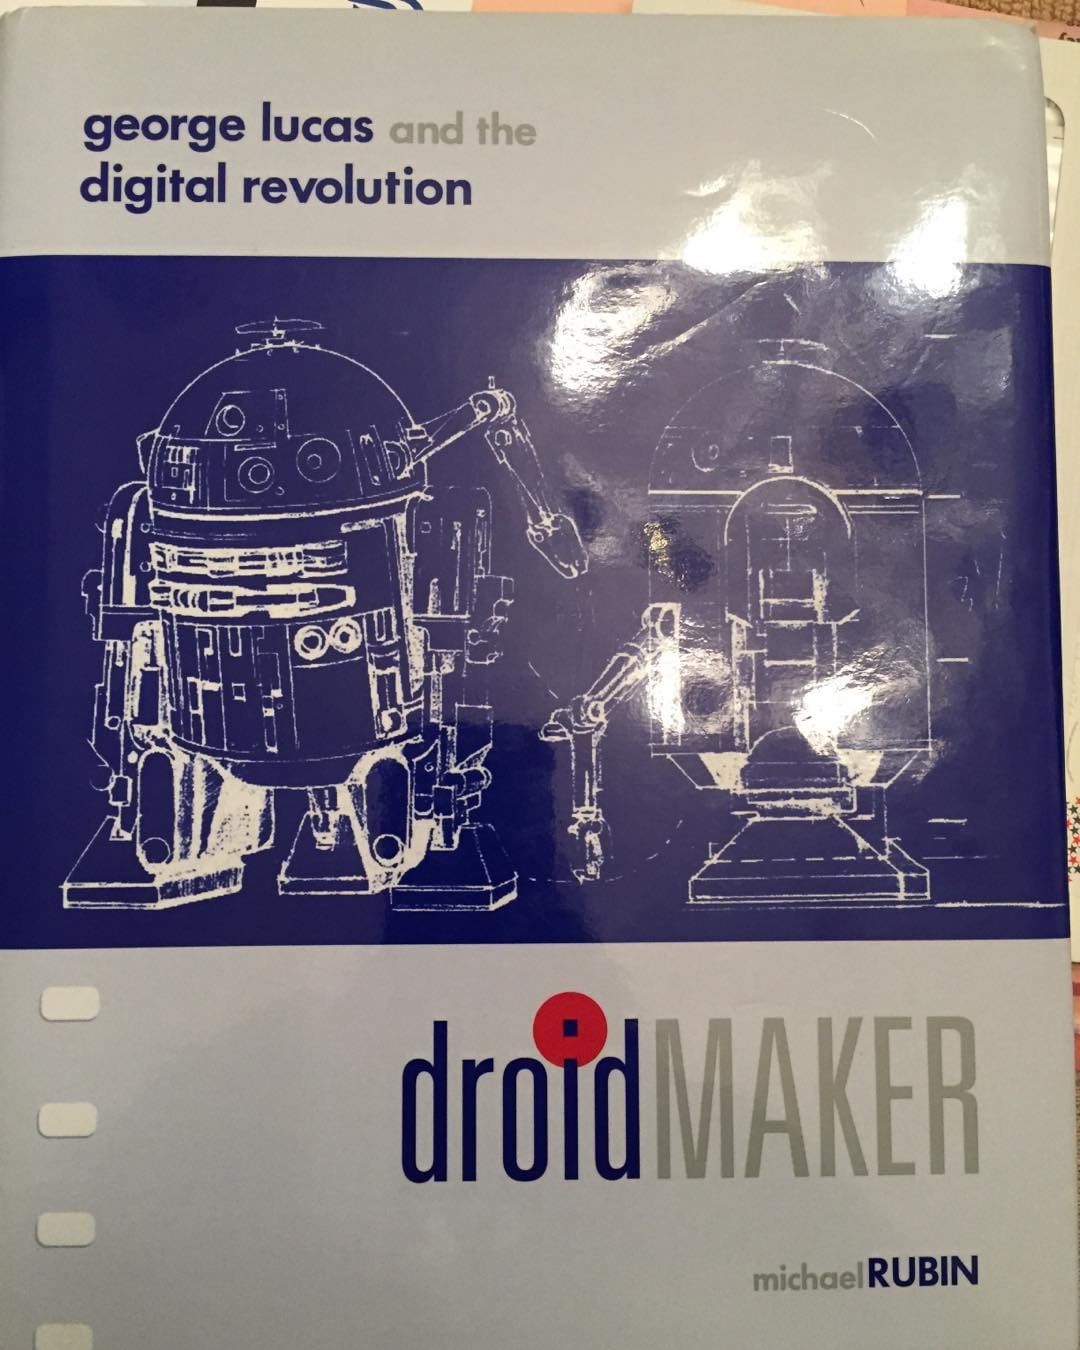 george lucas and the
digital revolution
droidMAKER
michaelRUBIN